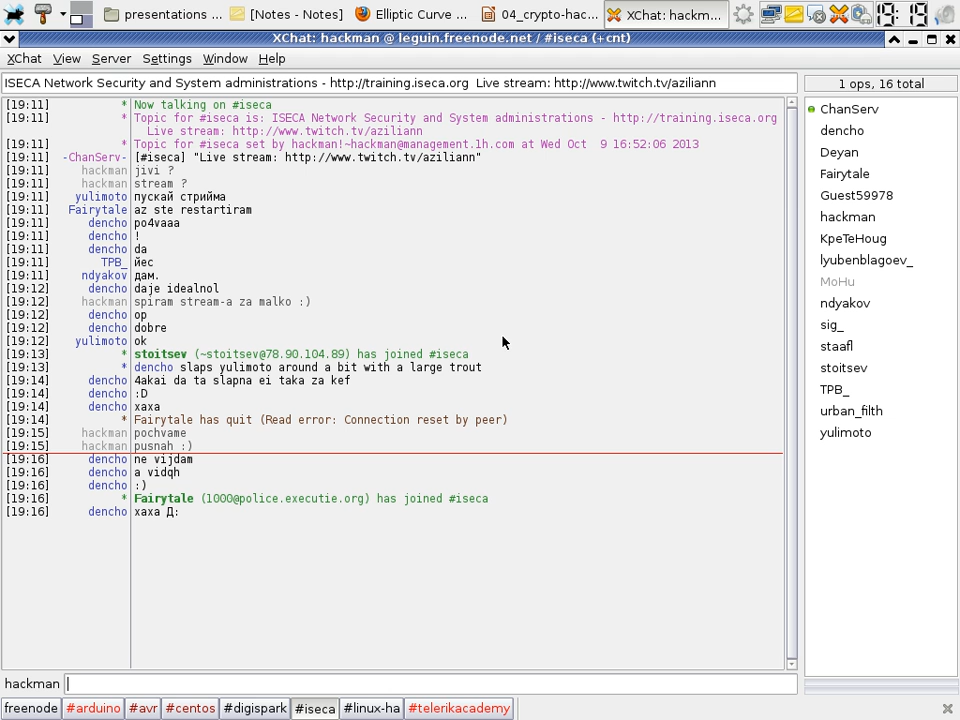 presentations ...
[Notes - Notes]
Elliptic Curve ...
04_crypto-hac...
XChat: hackm...
19:19
XChat: hackman @ leguin.freenode.net / #iseca (+cnt)
XChat View Server Settings Window Help
ISECA Network Security and System administrations - http://training.iseca.org Live stream: http://www.twitch.tv/aziliann
1 ops, 16 total
[19:11] * Now talking on #iseca
[19:11] * Topic for #iseca is: ISECA Network Security and System administrations - http://training.iseca.org
Live stream: http://www.twitch.tv/aziliann
[19:11] * Topic for #iseca set by hackman!~hackman@management.1h.com at Wed Oct 9 16:52:06 2013
[19:11] -ChanServ- [#iseca] "Live stream: http://www.twitch.tv/aziliann"
[19:11] hackman jivi ?
[19:11] hackman stream ?
[19:11] yulimoto пускай стрийма
[19:11] Fairytale az ste restartiram
[19:11] dencho po4vaaa
[19:11] dencho !
[19:11] dencho da
[19:11] TPB_ йес
[19:11] ndyakov дам.
[19:12] dencho daje idealnol
[19:12] hackman spiram stream-a za malko :)
[19:12] dencho op
[19:12] dencho dobre
[19:12] yulimoto ok
[19:13] * stoitsev (~stoitsev@78.90.104.89) has joined #iseca
[19:13] * dencho slaps yulimoto around a bit with a large trout
[19:14] dencho 4akai da ta slapna ei taka za kef
[19:14] dencho :D
[19:14] dencho xaxa
[19:14] * Fairytale has quit (Read error: Connection reset by peer)
[19:15] hackman pochvame
[19:15] hackman pusnah :)
[19:16] dencho ne vijdam
[19:16] dencho a vidqh
[19:16] dencho :)
[19:16] * Fairytale (1000@police.executie.org) has joined #iseca
[19:16] dencho хаха Д:
ChanServ
dencho
Deyan
Fairytale
Guest59978
hackman
KpeTeHoug
lyubenblagoev_
MoHu
ndyakov
sig_
staafl
stoitsev
TPB_
urban_filth
yulimoto
hackman
freenode #arduino #avr #centos #digispark #iseca #linux-ha #telerikacademy